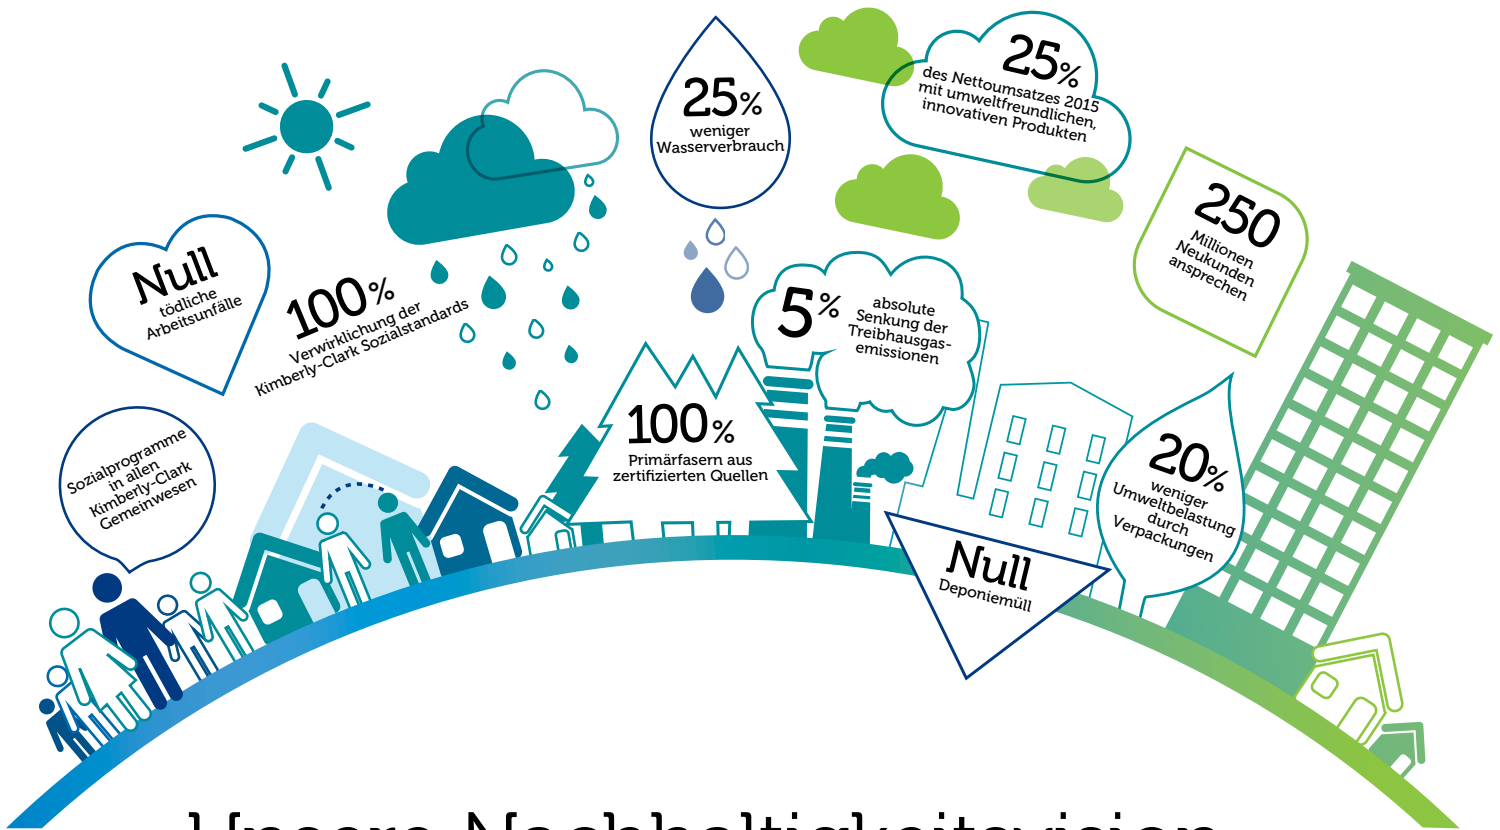 Sozialprogramme
in allen
Kimberly-Clark
Gemeinwesen
Null
tödliche
Arbeitsunfälle
100%
Verwirklichung der
Kimberly-Clark Sozialstandards
25%
weniger
Wasserverbrauch
100%
Primärfasern aus
zertifizierten Quellen
5%
absolute
Senkung der
Treibhausgas-
emissionen
25%
des Nettoumsatzes 2015
mit umweltfreundlichen,
innovativen Produkten
250
Millionen
Neukunden
ansprechen
Null
Deponiemüll
20%
weniger
Umweltbelastung
durch
Verpackungen
Unsere Nachhaltigkeitsvision